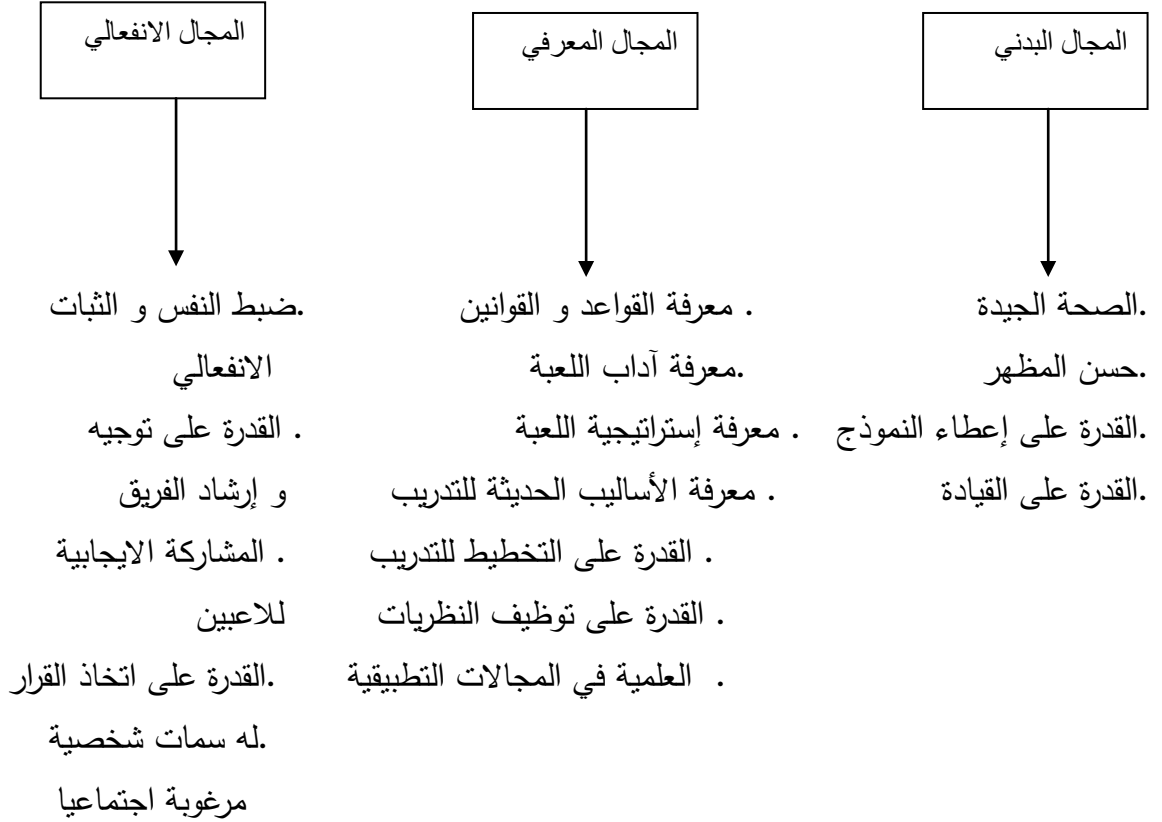 المجال البدني
.الصحة الجيدة
.حسن المظهر
.القدرة على إعطاء النموذج
.القدرة على القيادة
المجال المعرفي
. معرفة القواعد و القوانين
.معرفة آداب اللعبة
. معرفة إستراتيجية اللعبة
. معرفة الأساليب الحديثة للتدريب
. القدرة على التخطيط للتدريب
. القدرة على توظيف النظريات
. العلمية في المجالات التطبيقية
المجال الانفعالي
.ضبط النفس و الثبات
الانفعالي
. القدرة على توجيه
و إرشاد الفريق
. المشاركة الايجابية
للاعبين
.القدرة على اتخاذ القرار
.له سمات شخصية
مرغوبة اجتماعيا